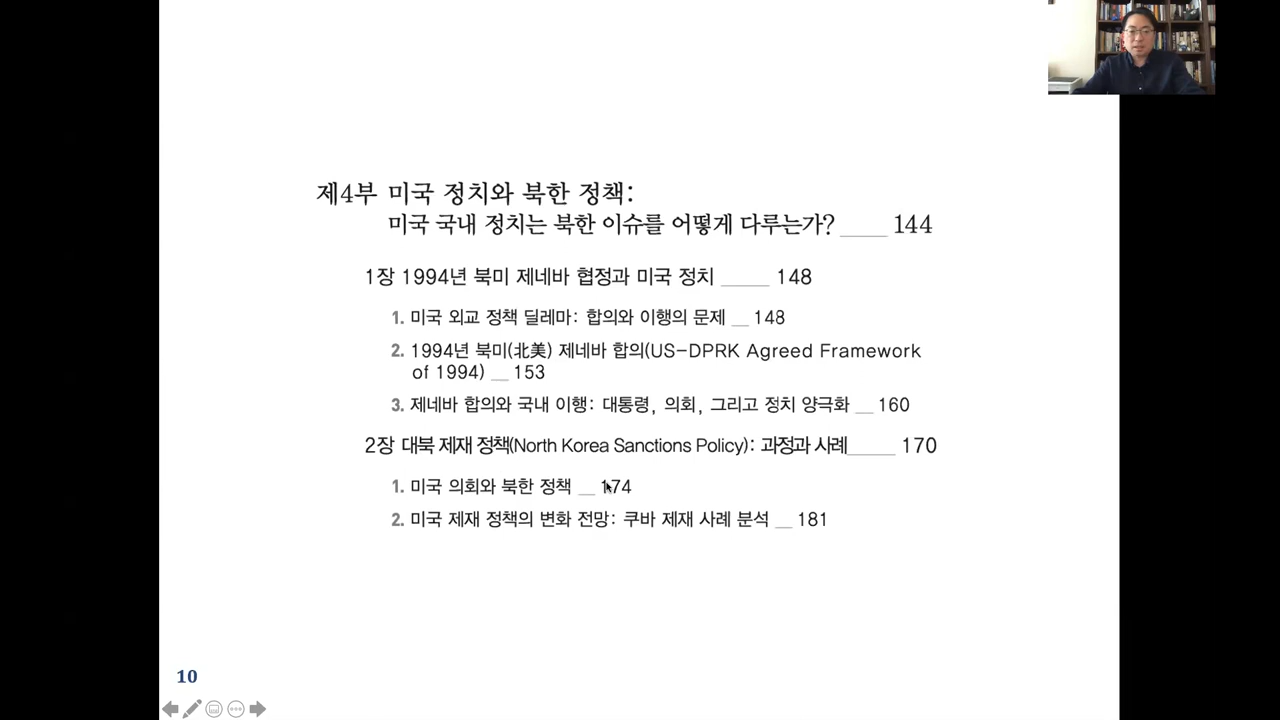 제4부 미국 정치와 북한 정책:
미국 국내 정치는 북한 이슈를 어떻게 다루는가? ____ 144
1장 1994년 북미 제네바 협정과 미국 정치 ____ 148
1. 미국 외교 정책 딜레마: 합의와 이행의 문제 __ 148
2. 1994년 북미(北美) 제네바 합의(US-DPRK Agreed Framework
of 1994) __ 153
3. 제네바 합의와 국내 이행: 대통령, 의회, 그리고 정치 양극화 __ 160
2장 대북 제재 정책(North Korea Sanctions Policy): 과정과 사례____ 170
1. 미국 의회와 북한 정책 __ 174
2. 미국 제재 정책의 변화 전망: 쿠바 제재 사례 분석 __ 181
10